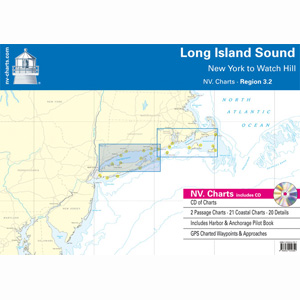 Long Island Sound
New York to Watch Hill
NV. Charts - Region 3.2
nv-charts.com
NORTH
ATLANTIC
OCEAN
NV. Charts includes CD
CD of Charts
2 Passage Charts · 21 Coastal Charts · 20 Details
Includes Harbor & Anchorage Pilot Book
GPS Charted Waypoints & Approaches